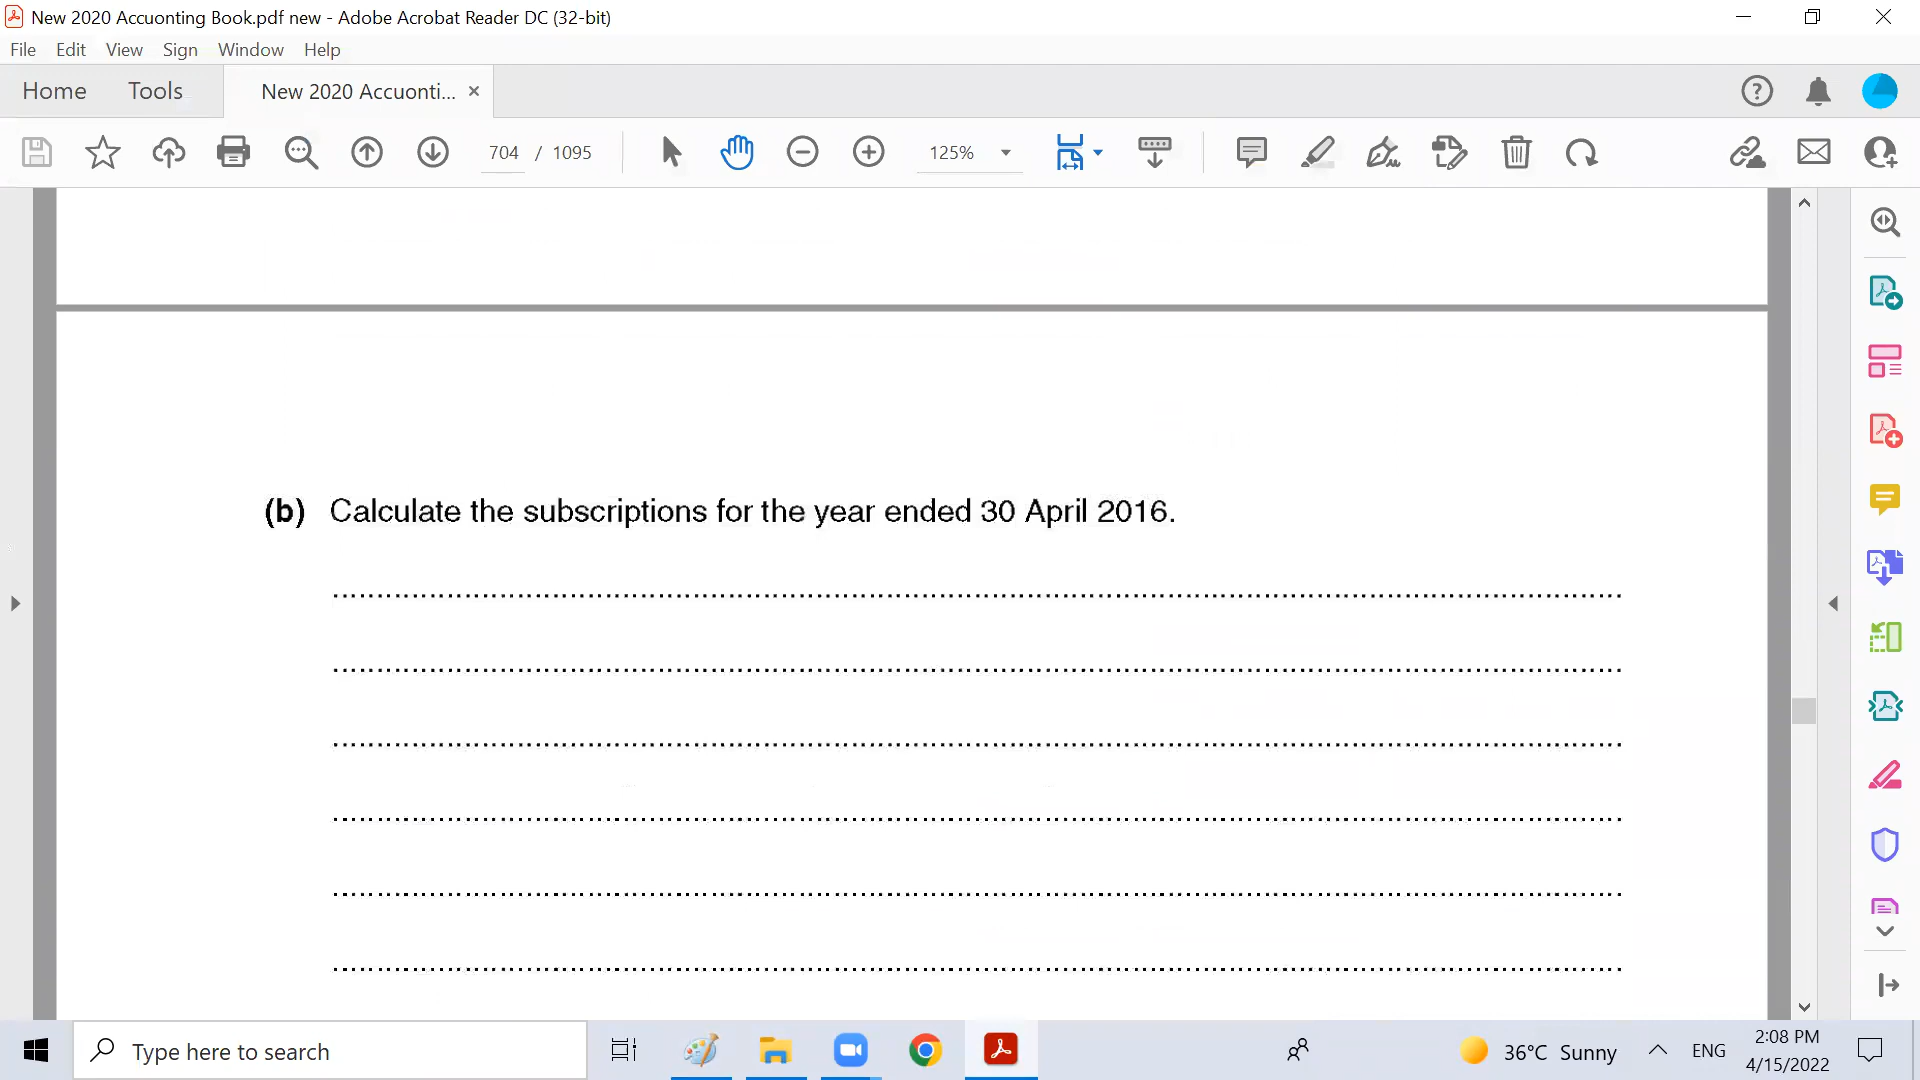 New 2020 Accuonting Book.pdf new - Adobe Acrobat Reader DC (32-bit)
File Edit View Sign Window Help
Home Tools New 2020 Accuonti... ×
704 / 1095 125%
(b) Calculate the subscriptions for the year ended 30 April 2016.
Type here to search
36°C Sunny
ENG
2:08 PM
4/15/2022